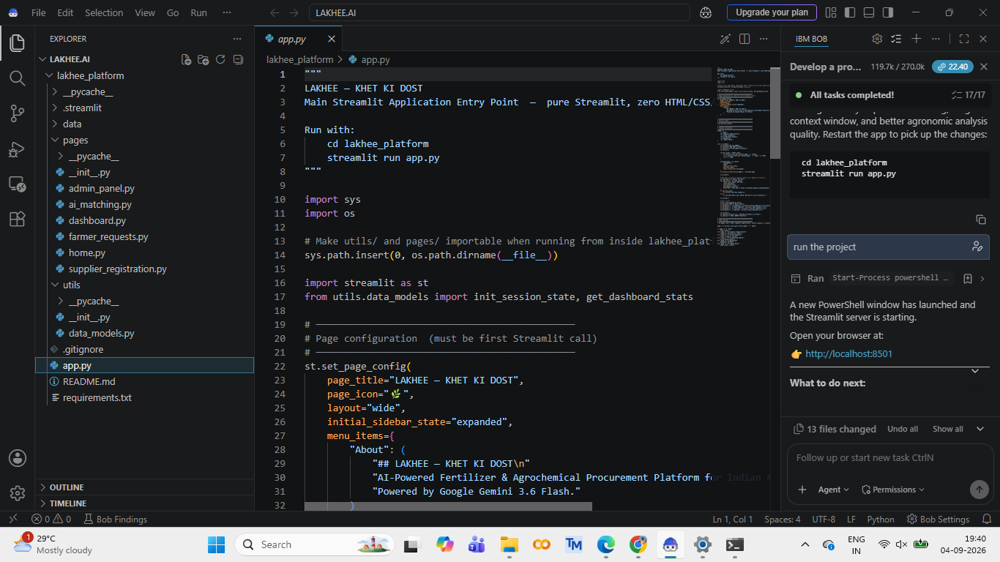 File Edit Selection View Go Run ···
LAKHEE.AI
Upgrade your plan
EXPLORER
LAKHEE.AI
lakhee_platform
__pycache__
.streamlit
data
pages
__pycache__
__init__.py
admin_panel.py
ai_matching.py
dashboard.py
farmer_requests.py
home.py
supplier_registration.py
utils
__pycache__
__init__.py
data_models.py
.gitignore
app.py
README.md
requirements.txt
OUTLINE
TIMELINE
app.py
lakhee_platform > app.py
1 """
2 LAKHEE — KHET KI DOST
3 Main Streamlit Application Entry Point — pure Streamlit, zero HTML/CSS/
4
5 Run with:
6 cd lakhee_platform
7 streamlit run app.py
8 """
9
10 import sys
11 import os
12
13 # Make utils/ and pages/ importable when running from inside lakhee_plat
14 sys.path.insert(0, os.path.dirname(__file__))
15
16 import streamlit as st
17 from utils.data_models import init_session_state, get_dashboard_stats
18
19 # ──────────────────────────────
20 # Page configuration (must be first Streamlit call)
21 # ──────────────────────────────
22 st.set_page_config(
23 page_title="LAKHEE — KHET KI DOST",
24 page_icon="🌿",
25 layout="wide",
26 initial_sidebar_state="expanded",
27 menu_items={
28 "About": (
29 "## LAKHEE — KHET KI DOST\n"
30 "AI-Powered Fertilizer & Agrochemical Procurement Platform for Indian A
31 "Powered by Google Gemini 3.6 Flash."
32 )
IBM BOB
Develop a pro... 119.7k / 270.0k 22.40
All tasks completed! 17/17
context window, and better agronomic analysis
quality. Restart the app to pick up the changes:
cd lakhee_platform
streamlit run app.py
run the project
Ran Start-Process powershell …
A new PowerShell window has launched and
the Streamlit server is starting.
Open your browser at:
👉 http://localhost:8501
What to do next:
13 files changed Undo all Show all
Follow up or start new task CtrlN
Agent Permissions
0 0 Bob Findings
Ln 1, Col 1 Spaces: 4 UTF-8 LF Python Bob Settings
1
29°C
Mostly cloudy
Search
TM
ENG
IN
19:40
04-09-2026